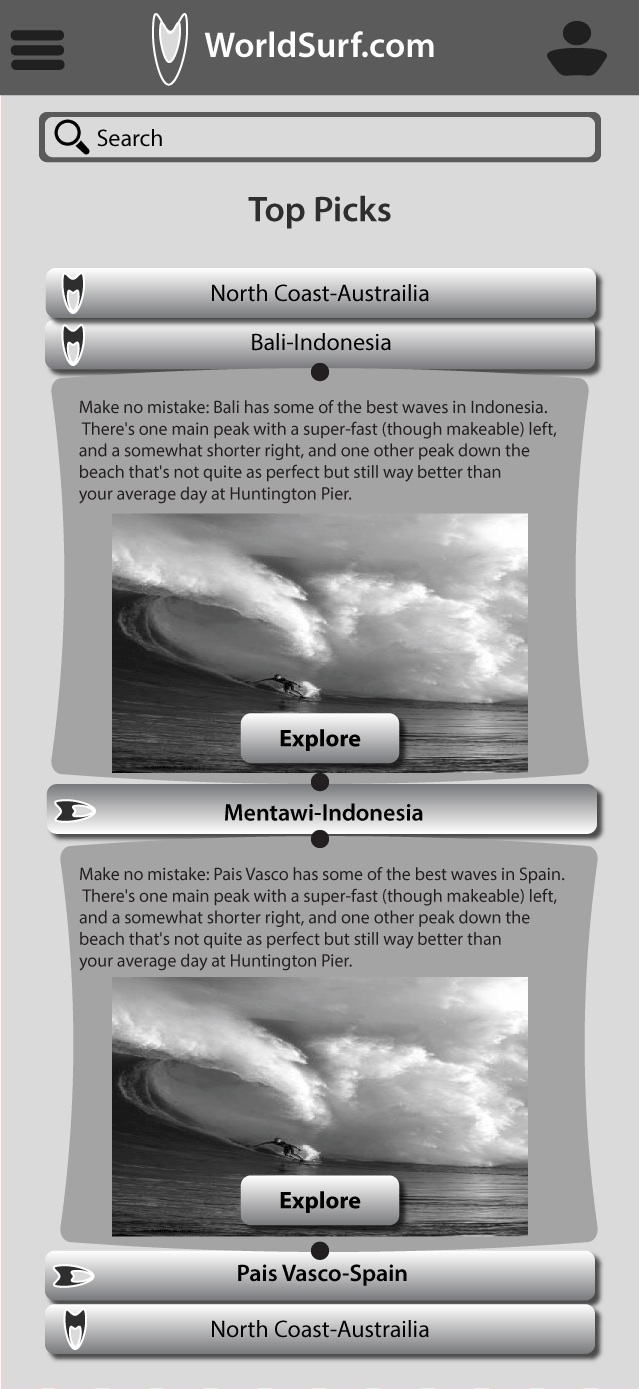 WorldSurf.com
Search
Top Picks
North Coast-Austrailia
Bali-Indonesia
Make no mistake: Bali has some of the best waves in Indonesia.
There's one main peak with a super-fast (though makeable) left,
and a somewhat shorter right, and one other peak down the
beach that's not quite as perfect but still way better than
your average day at Huntington Pier.
Explore
Mentawi-Indonesia
Make no mistake: Pais Vasco has some of the best waves in Spain.
There's one main peak with a super-fast (though makeable) left,
and a somewhat shorter right, and one other peak down the
beach that's not quite as perfect but still way better than
your average day at Huntington Pier.
Explore
Pais Vasco-Spain
North Coast-Austrailia